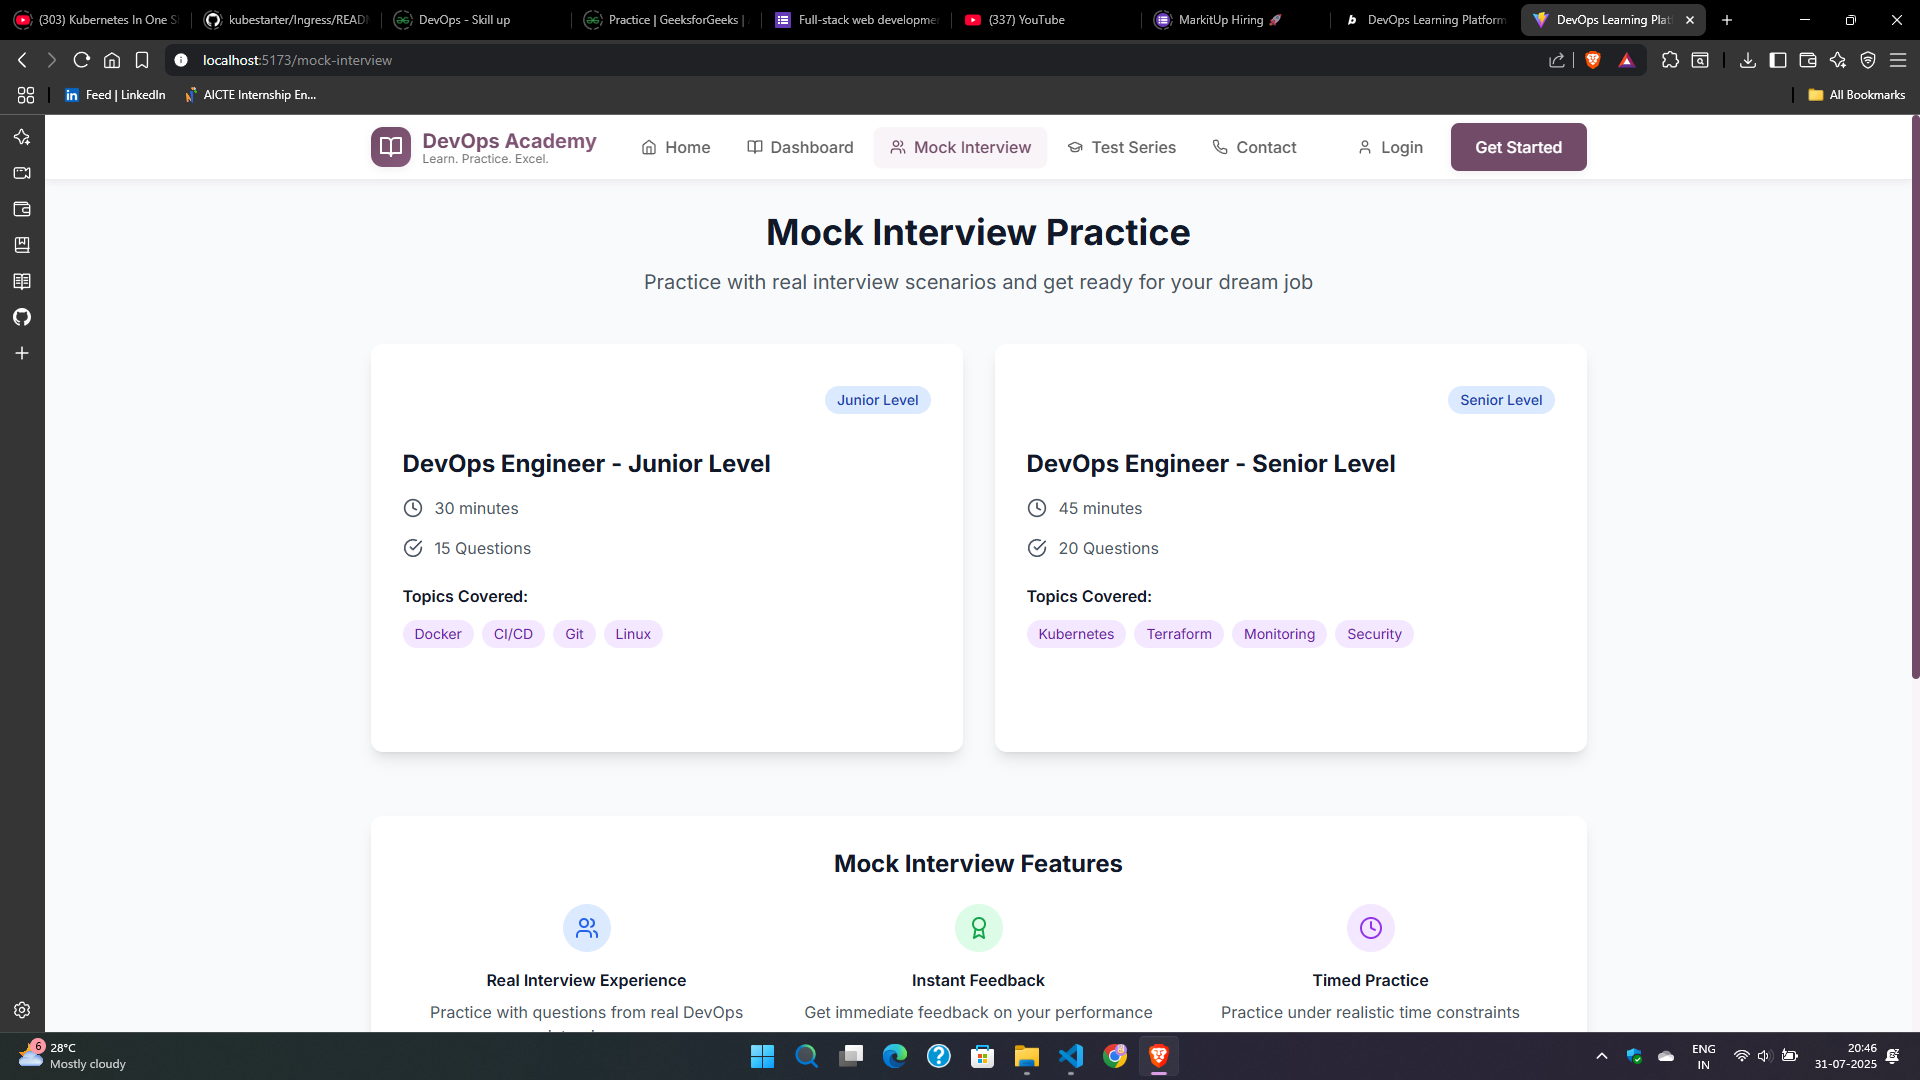 (303) Kubernetes In One S
kubestarter/Ingress/READ
DevOps - Skill up
Practice | GeeksforGeeks |
Full-stack web developme
(337) YouTube
MarkitUp Hiring 🚀
DevOps Learning Platform
DevOps Learning Plat
localhost:5173/mock-interview
Feed | LinkedIn
AICTE Internship En...
All Bookmarks
DevOps Academy
Learn. Practice. Excel.
Home
Dashboard
Mock Interview
Test Series
Contact
Login
Get Started
Mock Interview Practice
Practice with real interview scenarios and get ready for your dream job
Junior Level
DevOps Engineer - Junior Level
30 minutes
15 Questions
Topics Covered:
Docker CI/CD Git Linux
Senior Level
DevOps Engineer - Senior Level
45 minutes
20 Questions
Topics Covered:
Kubernetes Terraform Monitoring Security
Mock Interview Features
Real Interview Experience
Practice with questions from real DevOps
Instant Feedback
Get immediate feedback on your performance
Timed Practice
Practice under realistic time constraints
6
28°C
Mostly cloudy
ENG
IN
20:46
31-07-2025